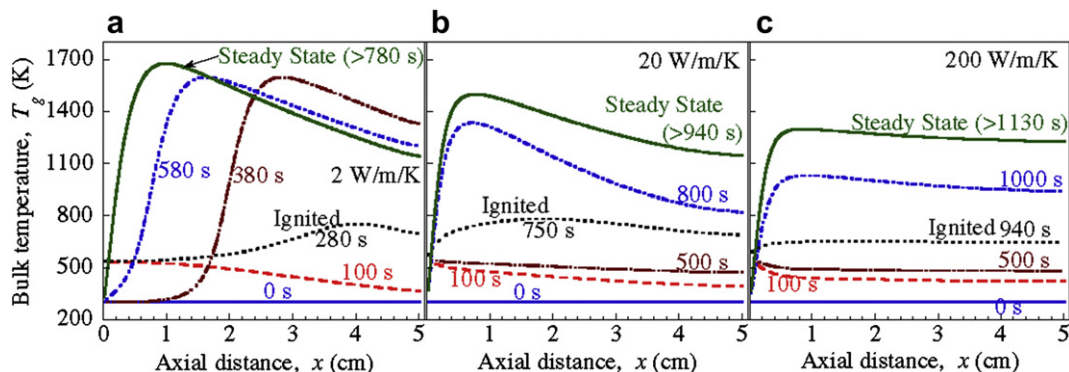 a
b
c
Bulk temperature, T_g (K)
1700
1400
1100
800
500
200
Steady State (>780 s)
580 s
380 s
2 W/m/K
Ignited
280 s
100 s
0 s
0 1 2 3 4 5
Axial distance, x (cm)
20 W/m/K
Steady State
(>940 s)
800 s
Ignited
750 s
500 s
100 s
0 s
0 1 2 3 4 5
Axial distance, x (cm)
200 W/m/K
Steady State (>1130 s)
1000 s
Ignited 940 s
500 s
100 s
0 s
0 1 2 3 4 5
Axial distance, x (cm)